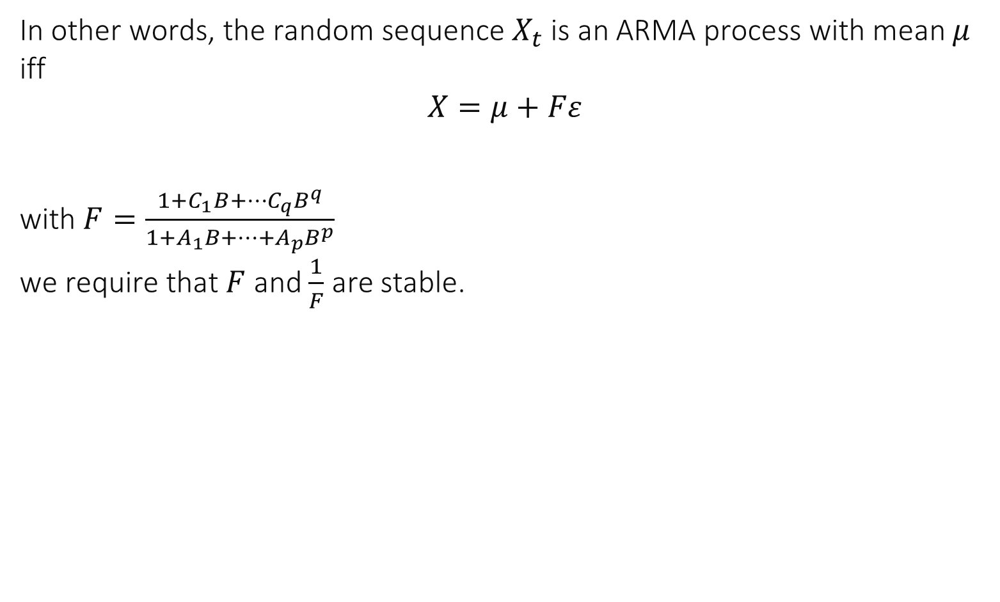 In other words, the random sequence $X_t$ is an ARMA process with mean $\mu$
iff
$X = \mu + F\varepsilon$
with $F = \frac{1+C_1B+\cdots C_qB^q}{1+A_1B+\cdots+A_pB^p}$
we require that $F$ and $\frac{1}{F}$ are stable.